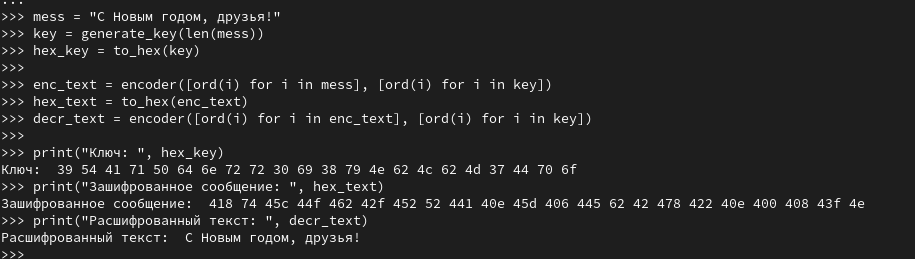 ...
>>> mess = "С Новым годом, друзья!"
>>> key = generate_key(len(mess))
>>> hex_key = to_hex(key)
>>>
>>> enc_text = encoder([ord(i) for i in mess], [ord(i) for i in key])
>>> hex_text = to_hex(enc_text)
>>> decr_text = encoder([ord(i) for i in enc_text], [ord(i) for i in key])
>>>
>>> print("Ключ: ", hex_key)
Ключ:  39 54 41 71 50 64 6e 72 72 30 69 38 79 4e 62 4c 62 4d 37 44 70 6f
>>> print("Зашифрованное сообщение: ", hex_text)
Зашифрованное сообщение:  418 74 45c 44f 462 42f 452 52 441 40e 45d 406 445 62 42 478 422 40e 400 408 43f 4e
>>> print("Расшифрованный текст: ", decr_text)
Расшифрованный текст:  С Новым годом, друзья!
>>>